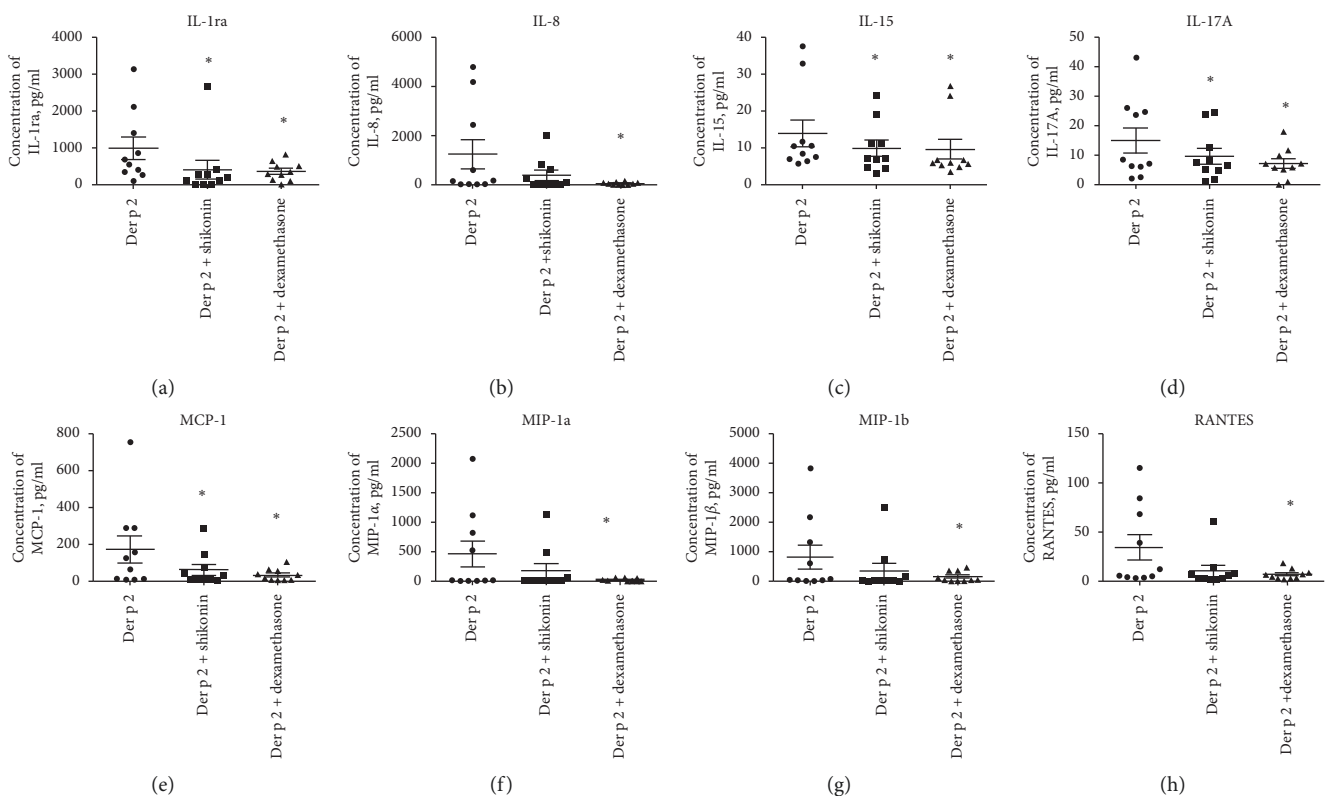 IL-1ra
Concentration of
IL-1ra, pg/ml
4000
3000
2000
1000
0
*
*
Der p 2
Der p 2 + shikonin
Der p 2 + dexamethasone
(a)
IL-8
Concentration of
IL-8, pg/ml
6000
4000
2000
0
*
Der p 2
Der p 2 +shikonin
Der p 2 + dexamethasone
(b)
IL-15
Concentration of
IL-15, pg/ml
40
30
20
10
0
*
*
Der p 2
Der p 2 + shikonin
Der p 2 + dexamethasone
(c)
IL-17A
Concentration of
IL-17A, pg/ml
50
40
30
20
10
0
*
*
Der p 2
Der p 2 + shikonin
Der p 2 + dexamethasone
(d)
MCP-1
Concentration of
MCP-1, pg/ml
800
600
400
200
0
*
*
Der p 2
Der p 2 + shikonin
Der p 2 + dexamethasone
(e)
MIP-1a
Concentration of
MIP-1α, pg/ml
2500
2000
1500
1000
500
0
*
Der p 2
Der p 2 + shikonin
Der p 2 + dexamethasone
(f)
MIP-1b
Concentration of
MIP-1β, pg/ml
5000
4000
3000
2000
1000
0
*
Der p 2
Der p 2 + shikonin
Der p 2 + dexamethasone
(g)
RANTES
Concentration of
RANTES, pg/ml
150
100
50
0
*
Der p 2
Der p 2 + shikonin
Der p 2 +dexamethasone
(h)